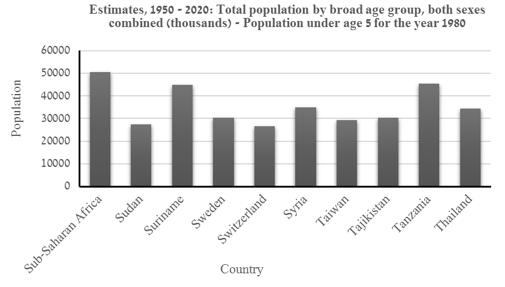 Estimates, 1950 - 2020: Total population by broad age group, both sexes
combined (thousands) - Population under age 5 for the year 1980
60000
50000
40000
30000
20000
10000
0
Population
Sub-Saharan Africa
Sudan
Suriname
Sweden
Switzerland
Syria
Taiwan
Tajikistan
Tanzania
Thailand
Country